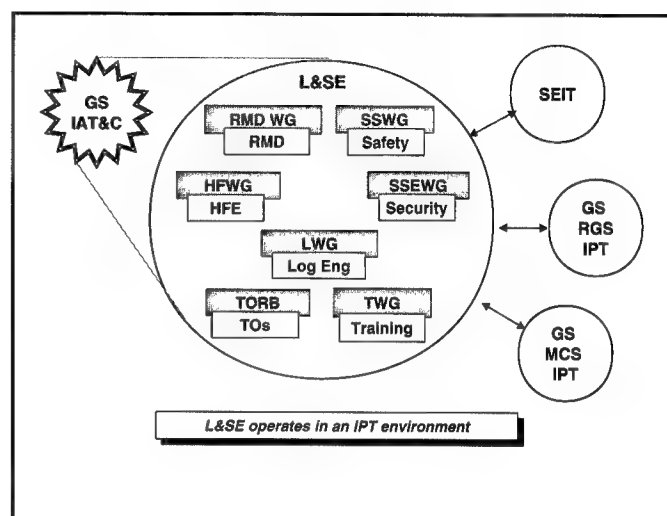 L&SE
GS
IAT&C
RMD WG
RMD
SSWG
Safety
SEIT
HFWG
HFE
SSEWG
Security
GS
RGS
IPT
LWG
Log Eng
TORB
TOs
TWG
Training
GS
MCS
IPT
L&SE operates in an IPT environment